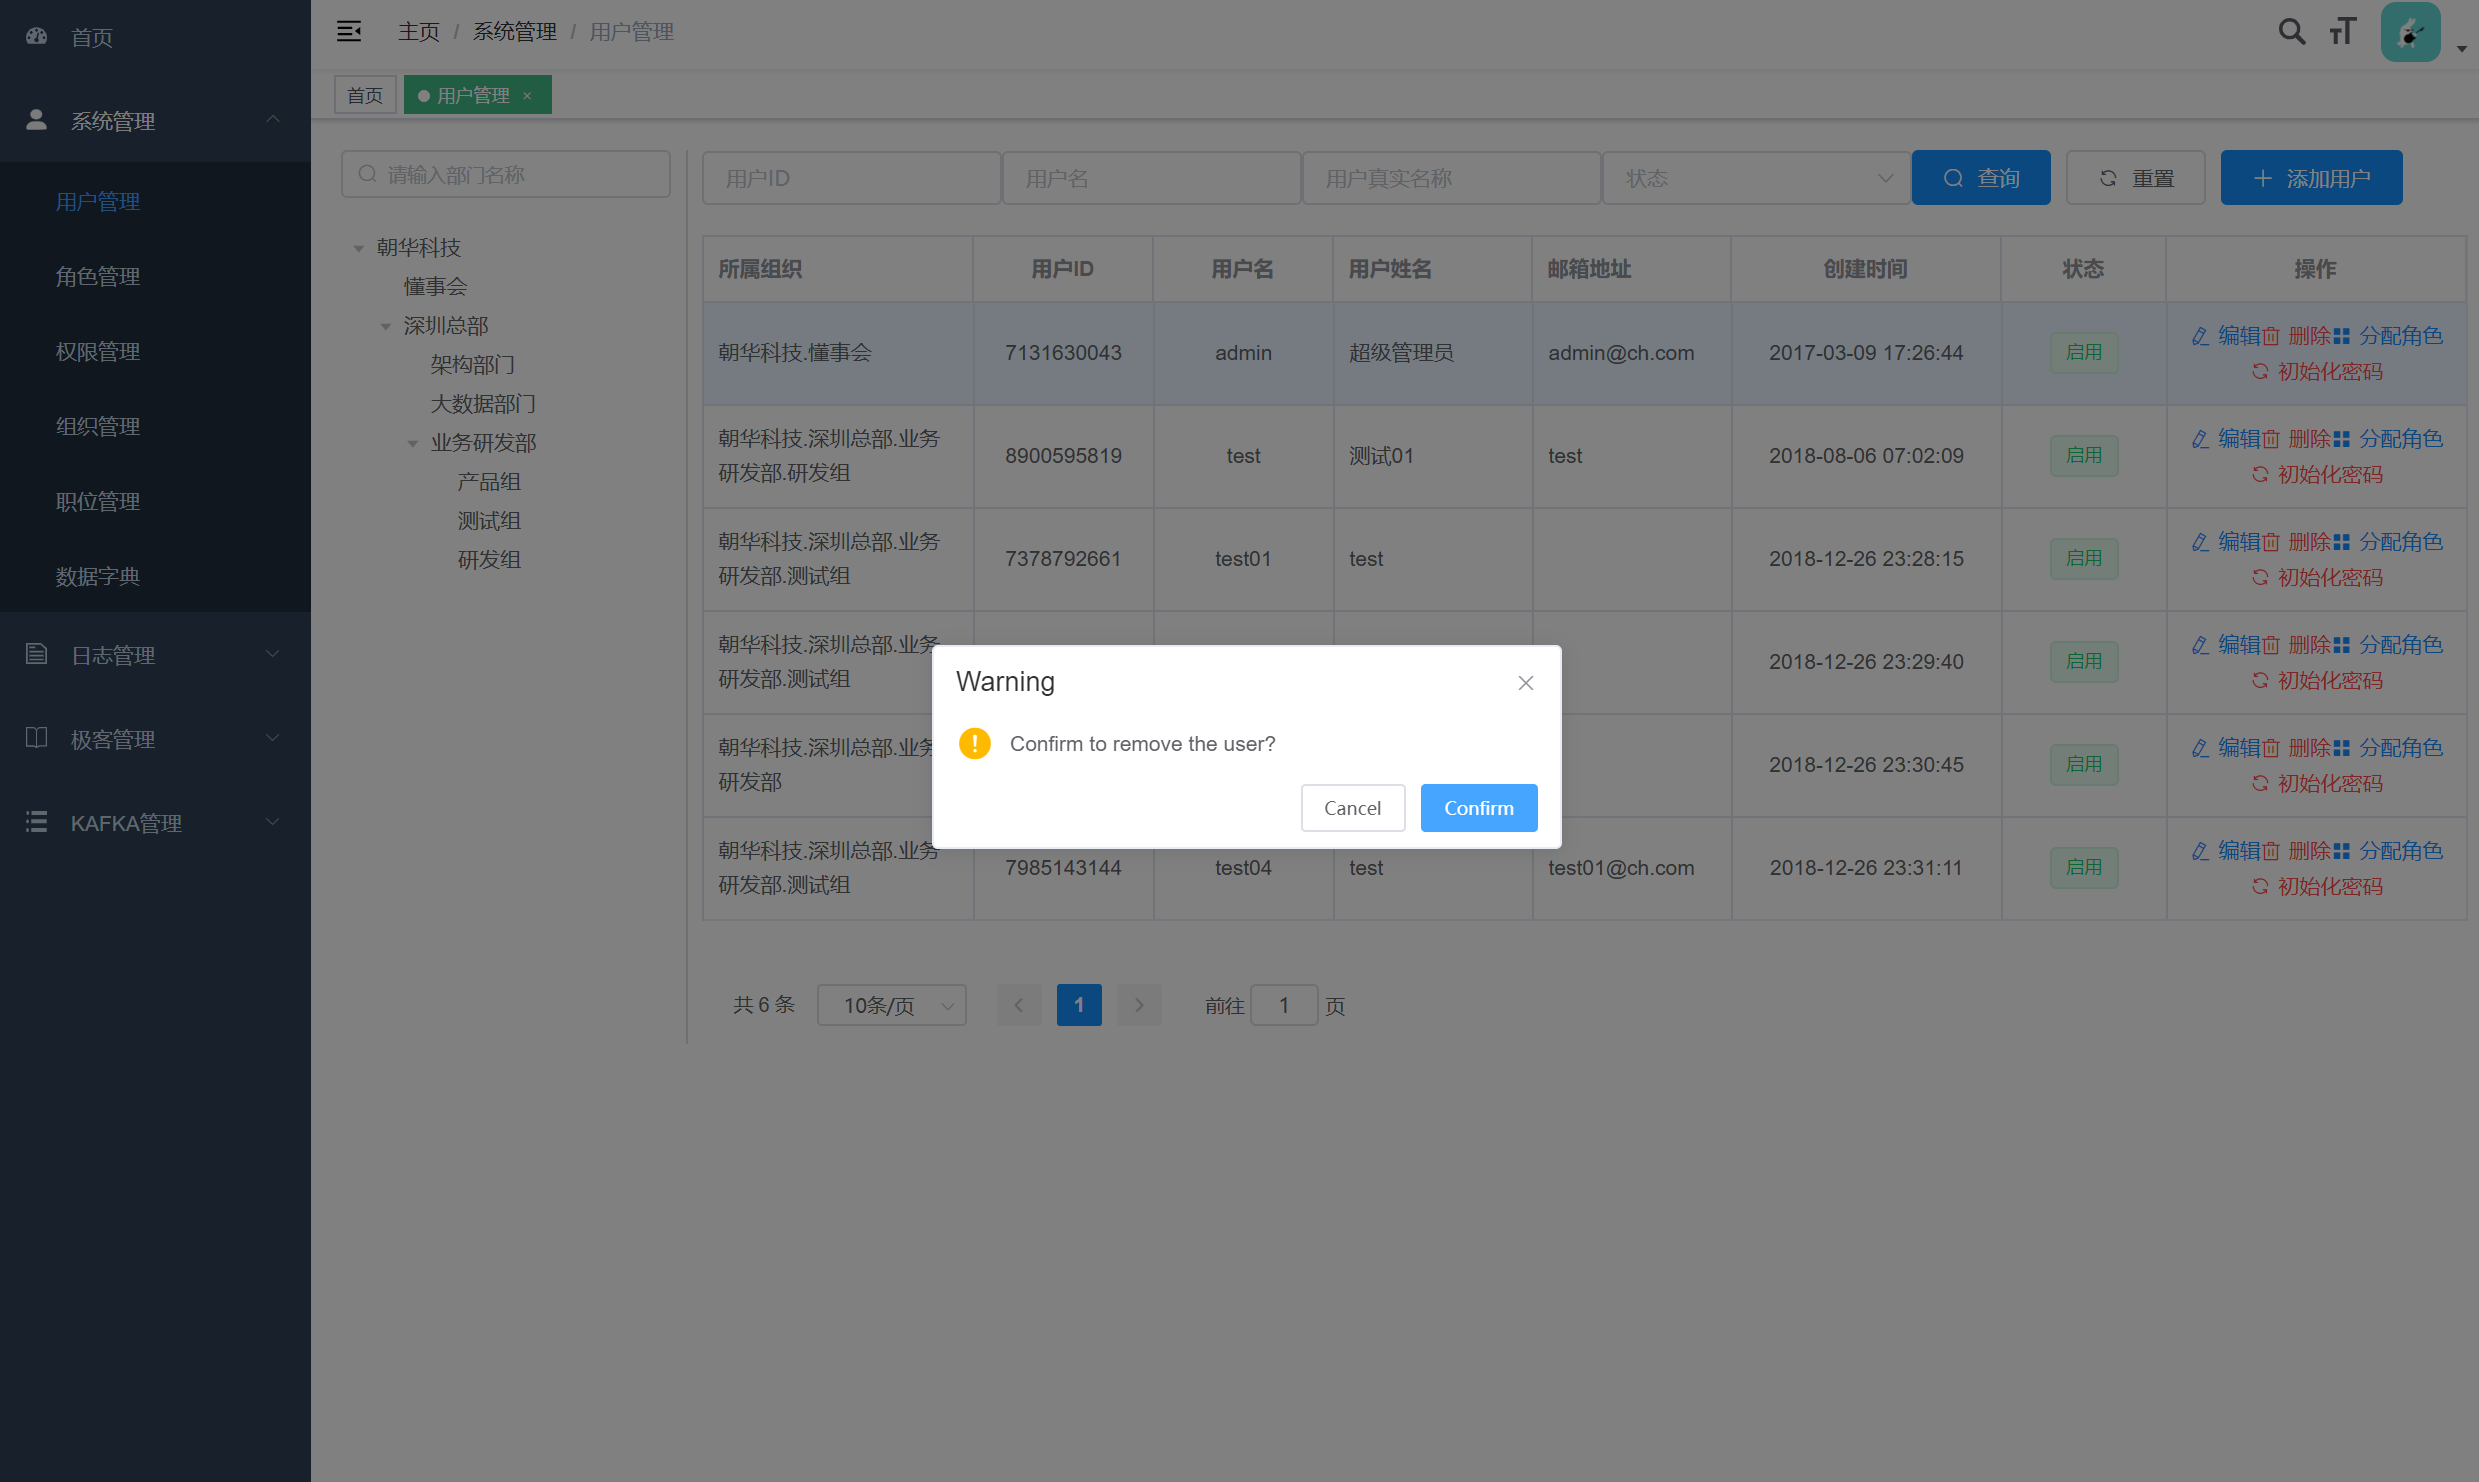 首页
系统管理
用户管理
角色管理
权限管理
组织管理
职位管理
数据字典
日志管理
极客管理
KAFKA管理
主页 / 系统管理 / 用户管理
首页
用户管理 ×
请输入部门名称
朝华科技
懂事会
深圳总部
架构部门
大数据部门
业务研发部
产品组
测试组
研发组
用户ID 用户名 用户真实名称 状态 查询 重置 添加用户
所属组织 用户ID 用户名 用户姓名 邮箱地址 创建时间 状态 操作
朝华科技.懂事会 7131630043 admin 超级管理员 admin@ch.com 2017-03-09 17:26:44 启用 编辑 删除 分配角色
初始化密码
朝华科技.深圳总部.业务
研发部.研发组 8900595819 test 测试01 test 2018-08-06 07:02:09 启用 编辑 删除 分配角色
初始化密码
朝华科技.深圳总部.业务
研发部.测试组 7378792661 test01 test 2018-12-26 23:28:15 启用 编辑 删除 分配角色
初始化密码
朝华科技.深圳总部.业务
研发部.测试组 2018-12-26 23:29:40 启用 编辑 删除 分配角色
初始化密码
朝华科技.深圳总部.业务
研发部 2018-12-26 23:30:45 启用 编辑 删除 分配角色
初始化密码
朝华科技.深圳总部.业务
研发部.测试组 7985143144 test04 test test01@ch.com 2018-12-26 23:31:11 启用 编辑 删除 分配角色
初始化密码
Warning
Confirm to remove the user?
Cancel Confirm
共 6 条 10条/页 1 前往 1 页